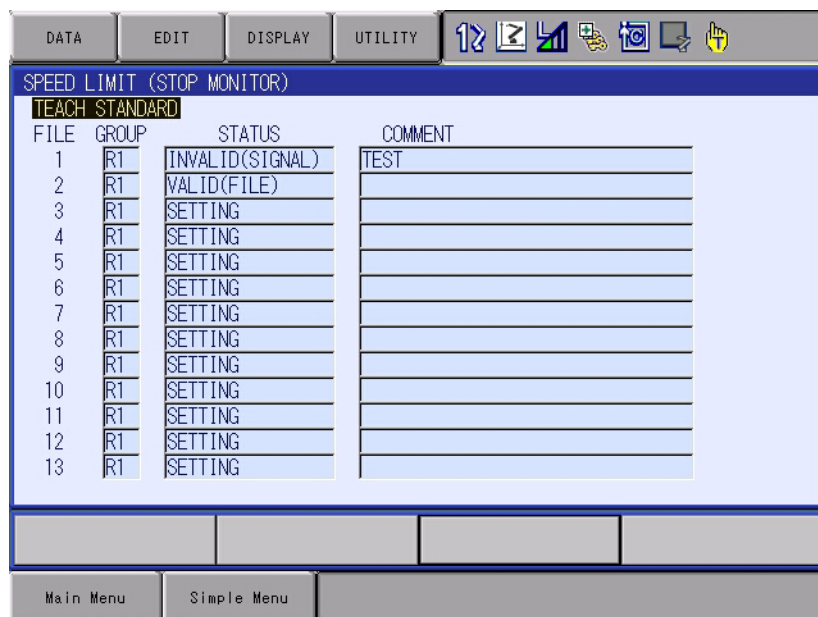 DATA EDIT DISPLAY UTILITY
SPEED LIMIT (STOP MONITOR)
TEACH STANDARD
FILE GROUP STATUS COMMENT
1 R1 INVALID(SIGNAL) TEST
2 R1 VALID(FILE)
3 R1 SETTING
4 R1 SETTING
5 R1 SETTING
6 R1 SETTING
7 R1 SETTING
8 R1 SETTING
9 R1 SETTING
10 R1 SETTING
11 R1 SETTING
12 R1 SETTING
13 R1 SETTING
Main Menu Simple Menu